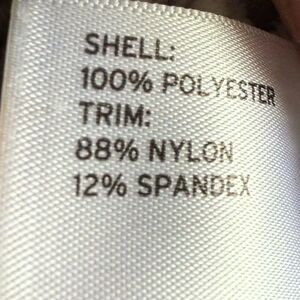 SHELL:
100% POLYESTER
TRIM:
88% NYLON
12% SPANDEX